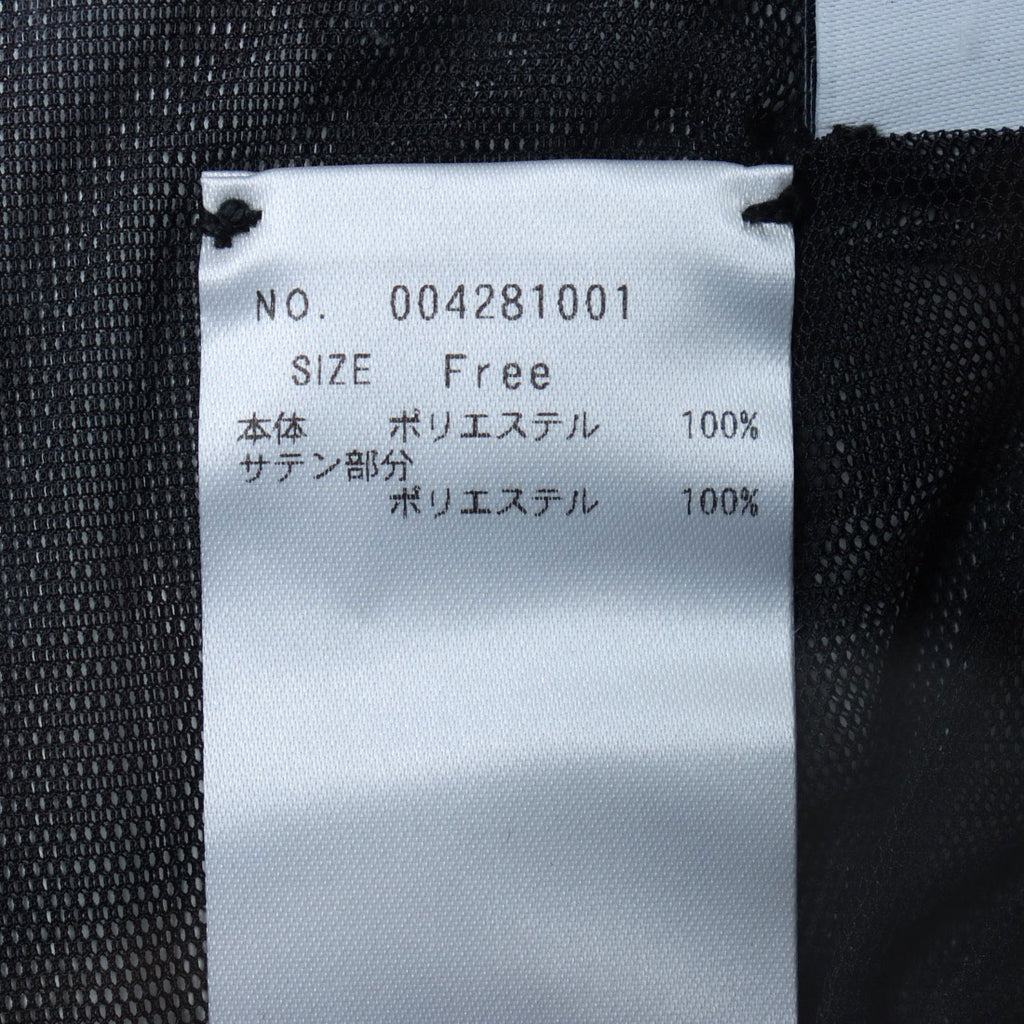 NO. 004281001
SIZE Free
本体 ポリエステル 100%
サテン部分
ポリエステル 100%